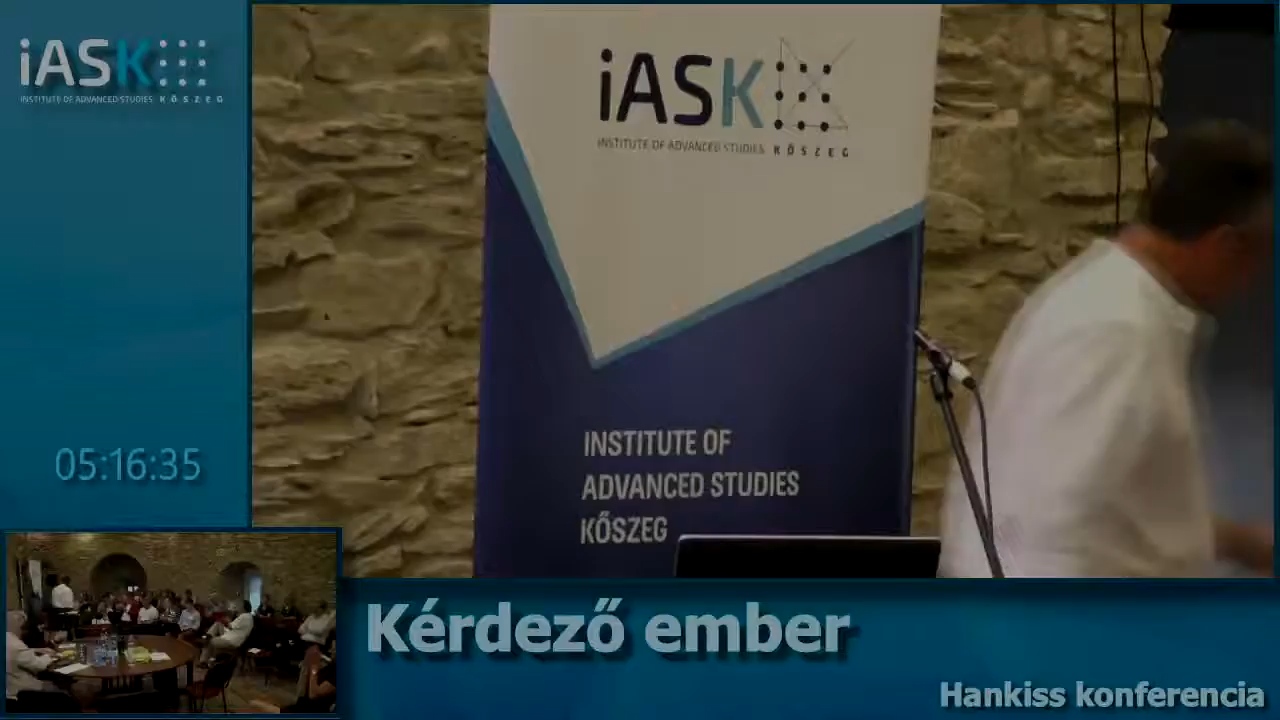 iASK
INSTITUTE OF ADVANCED STUDIES KŐSZEG
iASK
INSTITUTE OF ADVANCED STUDIES KŐSZEG
INSTITUTE OF
ADVANCED STUDIES
KŐSZEG
05:16:35
Kérdező ember
Hankiss konferencia